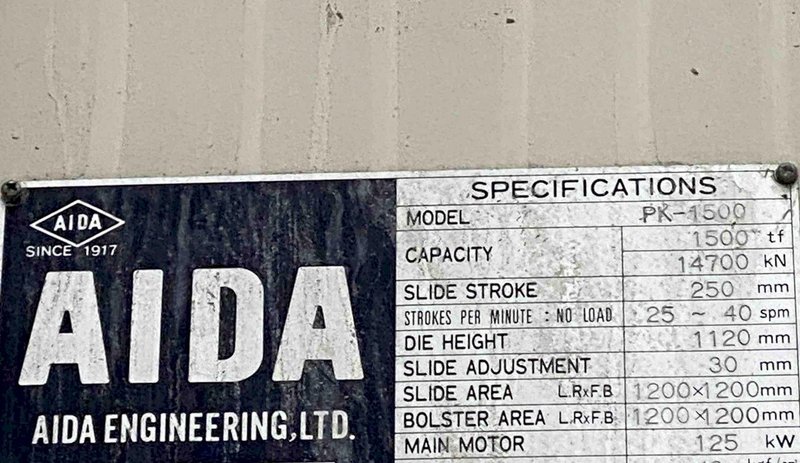 AIDA
SINCE 1917
AIDA
AIDA ENGINEERING,LTD.
SPECIFICATIONS
MODEL PK-1500
CAPACITY 1500 tf
14700 kN
SLIDE STROKE 250 mm
STROKES PER MINUTE : NO LOAD 25 ~ 40 spm
DIE HEIGHT 1120 mm
SLIDE ADJUSTMENT 30 mm
SLIDE AREA L.RxF.B 1200×1200mm
BOLSTER AREA L.RxF.B 1200×1200mm
MAIN MOTOR 125 kW